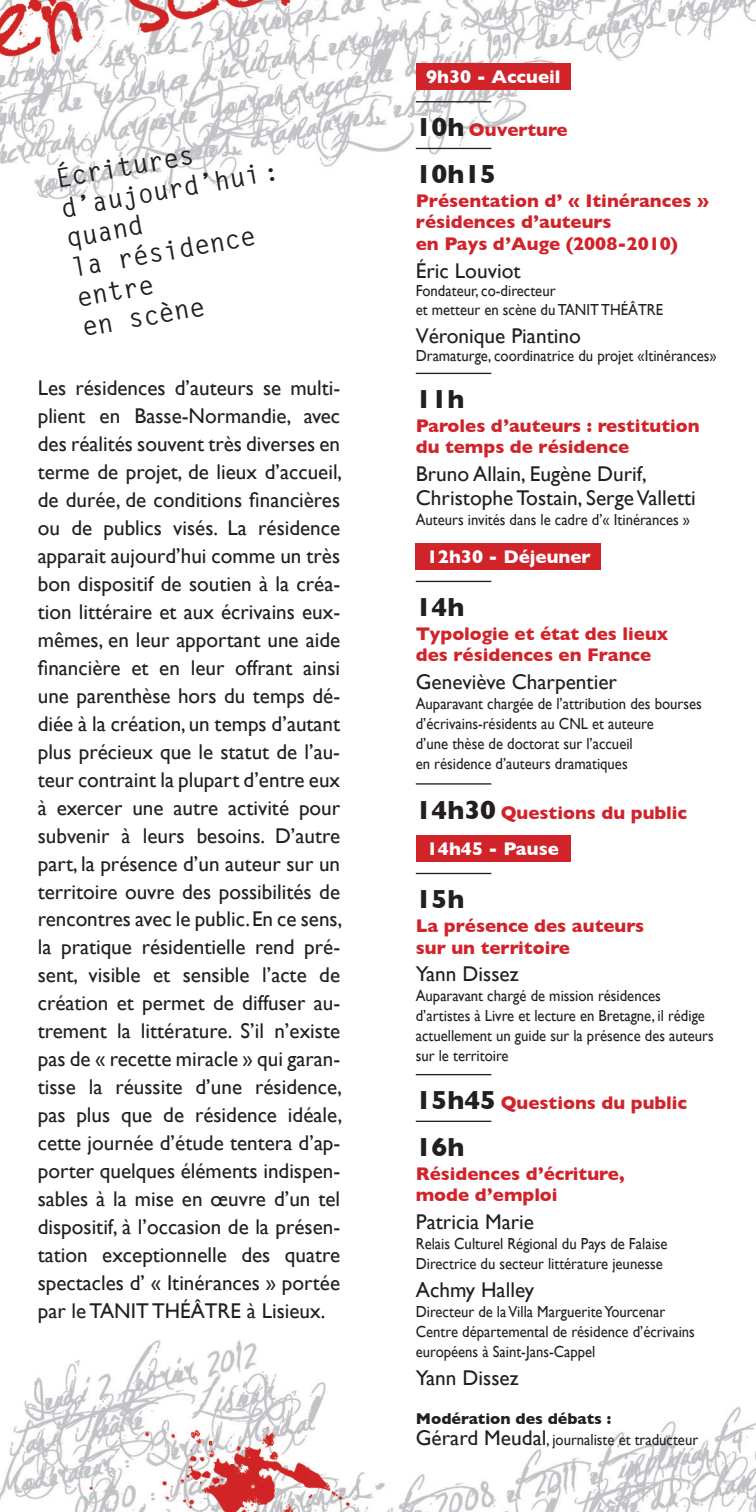 en scè
Écritures
d’aujourd’hui :
quand
la résidence
entre
en scène
Les résidences d’auteurs se multi-
plient en Basse-Normandie, avec
des réalités souvent très diverses en
terme de projet, de lieux d’accueil,
de durée, de conditions financières
ou de publics visés. La résidence
apparait aujourd’hui comme un très
bon dispositif de soutien à la créa-
tion littéraire et aux écrivains eux-
mêmes, en leur apportant une aide
financière et en leur offrant ainsi
une parenthèse hors du temps dé-
diée à la création, un temps d’autant
plus précieux que le statut de l’au-
teur contraint la plupart d’entre eux
à exercer une autre activité pour
subvenir à leurs besoins. D’autre
part, la présence d’un auteur sur un
territoire ouvre des possibilités de
rencontres avec le public. En ce sens,
la pratique résidentielle rend pré-
sent, visible et sensible l’acte de
création et permet de diffuser au-
trement la littérature. S’il n’existe
pas de « recette miracle » qui garan-
tisse la réussite d’une résidence,
pas plus que de résidence idéale,
cette journée d’étude tentera d’ap-
porter quelques éléments indispen-
sables à la mise en œuvre d’un tel
dispositif, à l’occasion de la présen-
tation exceptionnelle des quatre
spectacles d’ « Itinérances » portée
par le TANIT THÉÂTRE à Lisieux.
Jeudi 2 février 2012
9h30 - Accueil
10h Ouverture
10h15
Présentation d’ « Itinérances »
résidences d’auteurs
en Pays d’Auge (2008-2010)
Éric Louviot
Fondateur, co-directeur
et metteur en scène du TANIT THÉÂTRE
Véronique Piantino
Dramaturge, coordinatrice du projet «Itinérances»
11h
Paroles d’auteurs : restitution
du temps de résidence
Bruno Allain, Eugène Durif,
Christophe Tostain, Serge Valletti
Auteurs invités dans le cadre d’« Itinérances »
12h30 - Déjeuner
14h
Typologie et état des lieux
des résidences en France
Geneviève Charpentier
Auparavant chargée de l’attribution des bourses
d’écrivains-résidents au CNL et auteure
d’une thèse de doctorat sur l’accueil
en résidence d’auteurs dramatiques
14h30 Questions du public
14h45 - Pause
15h
La présence des auteurs
sur un territoire
Yann Dissez
Auparavant chargé de mission résidences
d’artistes à Livre et lecture en Bretagne, il rédige
actuellement un guide sur la présence des auteurs
sur le territoire
15h45 Questions du public
16h
Résidences d’écriture,
mode d’emploi
Patricia Marie
Relais Culturel Régional du Pays de Falaise
Directrice du secteur littérature jeunesse
Achmy Halley
Directeur de la Villa Marguerite Yourcenar
Centre départemental de résidence d’écrivains
européens à Saint-Jans-Cappel
Yann Dissez
Modération des débats :
Gérard Meudal, journaliste et traducteur